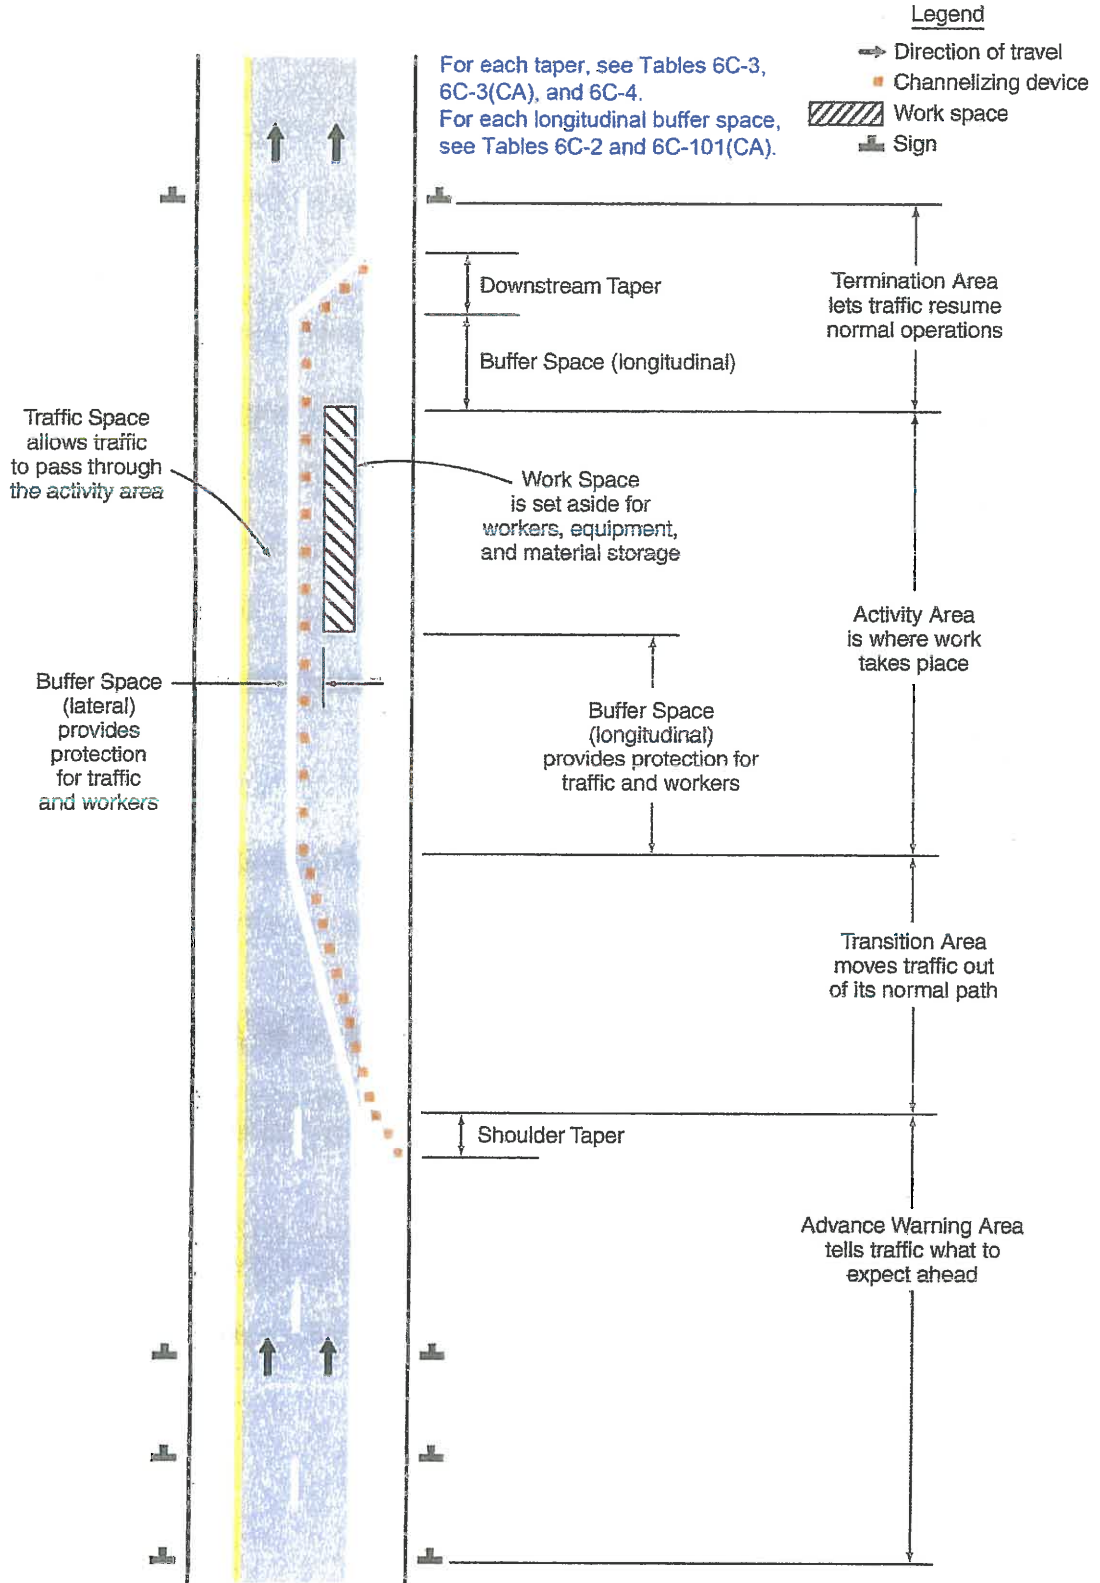 Legend
Direction of travel
Channelizing device
Work space
Sign
For each taper, see Tables 6C-3,
6C-3(CA), and 6C-4.
For each longitudinal buffer space,
see Tables 6C-2 and 6C-101(CA).
Downstream Taper
Buffer Space (longitudinal)
Termination Area
lets traffic resume
normal operations
Traffic Space
allows traffic
to pass through
the activity area
Work Space
is set aside for
workers, equipment,
and material storage
Activity Area
is where work
takes place
Buffer Space
(lateral)
provides
protection
for traffic
and workers
Buffer Space
(longitudinal)
provides protection for
traffic and workers
Transition Area
moves traffic out
of its normal path
Shoulder Taper
Advance Warning Area
tells traffic what to
expect ahead